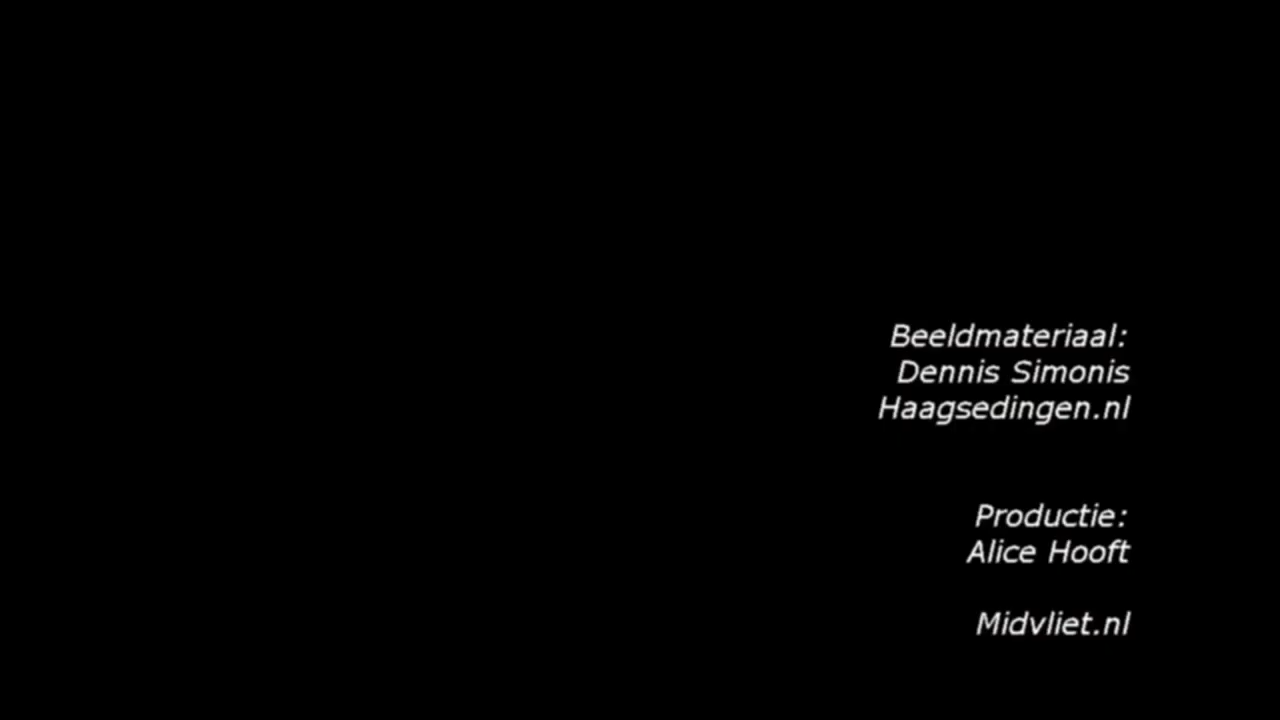 Beeldmateriaal:
Dennis Simonis
Haagsedingen.nl
Productie:
Alice Hooft
Midvliet.nl